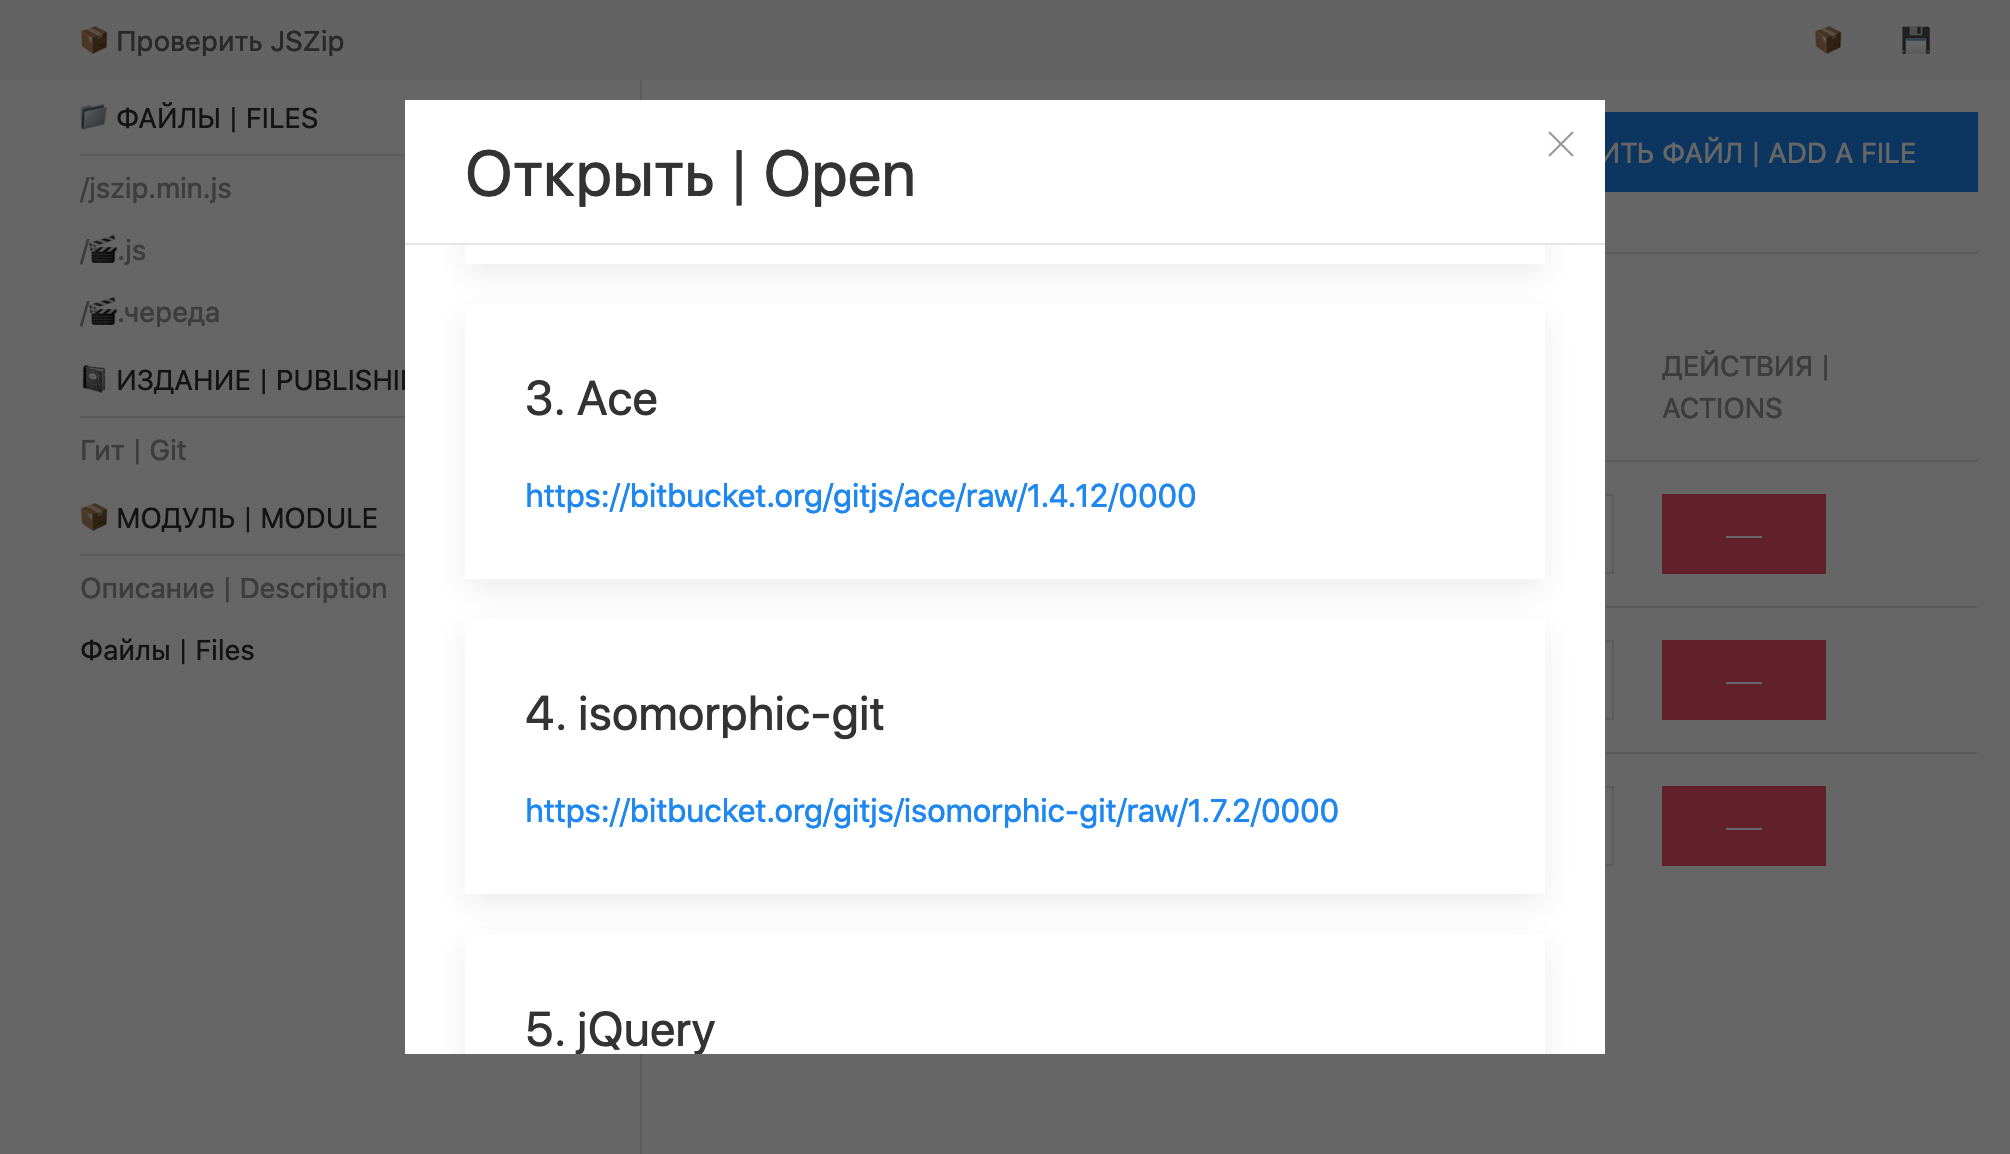 Проверить JSZip
ФАЙЛЫ | FILES
/jszip.min.js
/🎬.js
/🎬.череда
ИЗДАНИЕ | PUBLISHI
Гит | Git
МОДУЛЬ | MODULE
Описание | Description
Файлы | Files
Открыть | Open
3. Ace
https://bitbucket.org/gitjs/ace/raw/1.4.12/0000
4. isomorphic-git
https://bitbucket.org/gitjs/isomorphic-git/raw/1.7.2/0000
5. jQuery
ИТЬ ФАЙЛ | ADD A FILE
ДЕЙСТВИЯ |
ACTIONS